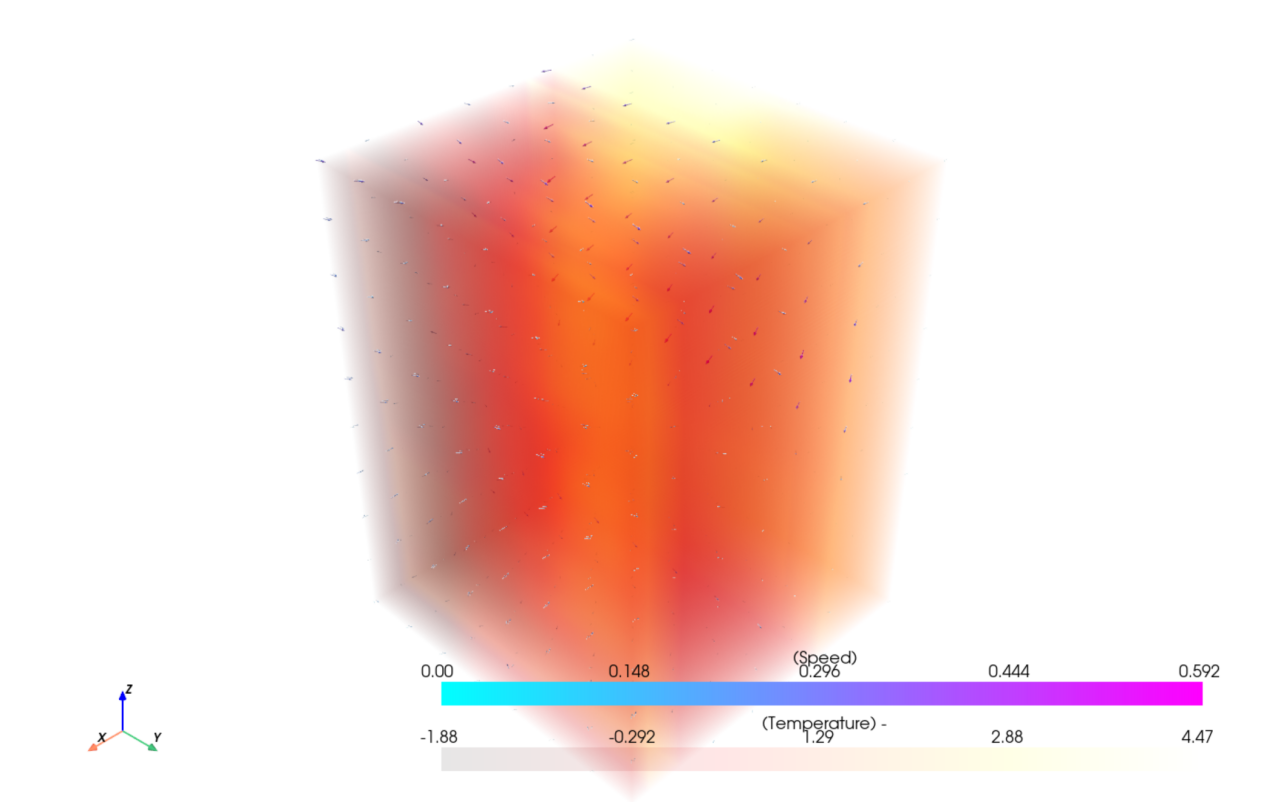 (Speed)
0.00 0.148 0.296 0.444 0.592
(Temperature) -
-1.88 -0.292 1.29 2.88 4.47
Z
X Y